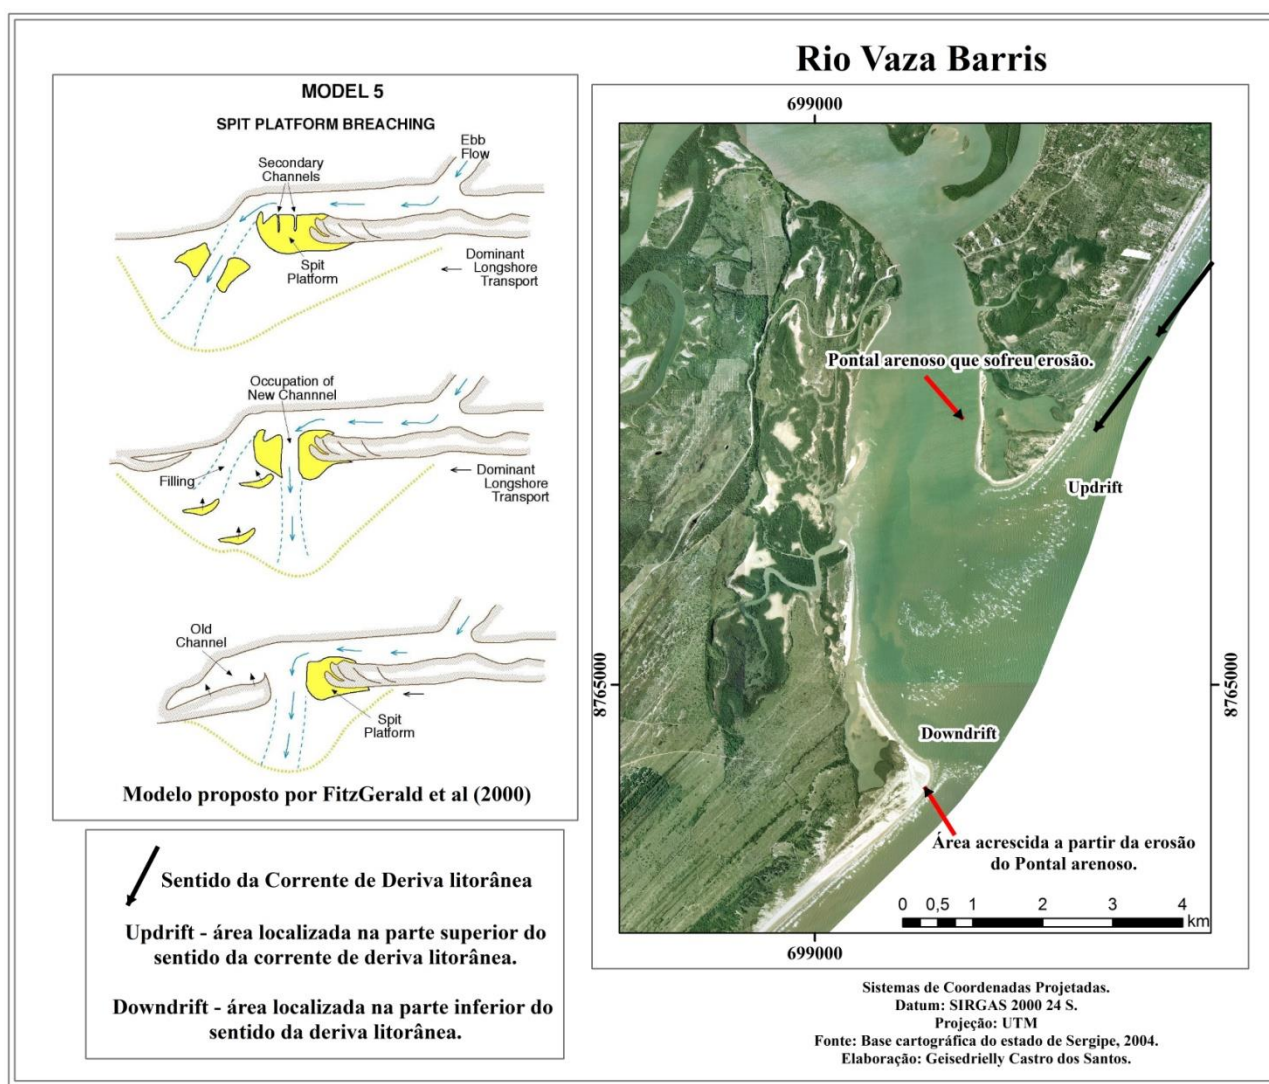 Rio Vaza Barris
MODEL 5
SPIT PLATFORM BREACHING
Ebb
Flow
Secondary
Channels
Spit
Platform
Dominant
Longshore
Transport
Occupation of
New Channnel
Filling
Dominant
Longshore
Transport
Old
Channel
Spit
Platform
Modelo proposto por FitzGerald et al (2000)
Sentido da Corrente de Deriva litorânea
Updrift - área localizada na parte superior do
sentido da corrente de deriva litorânea.
Downdrift - área localizada na parte inferior do
sentido da deriva litorânea.
699000
Pontal arenoso que sofreu erosão.
Updrift
8765000
8765000
Downdrift
Área acrescida a partir da erosão
do Pontal arenoso.
0 0,5 1 2 3 4
km
699000
Sistemas de Coordenadas Projetadas.
Datum: SIRGAS 2000 24 S.
Projeção: UTM
Fonte: Base cartográfica do estado de Sergipe, 2004.
Elaboração: Geisedrielly Castro dos Santos.